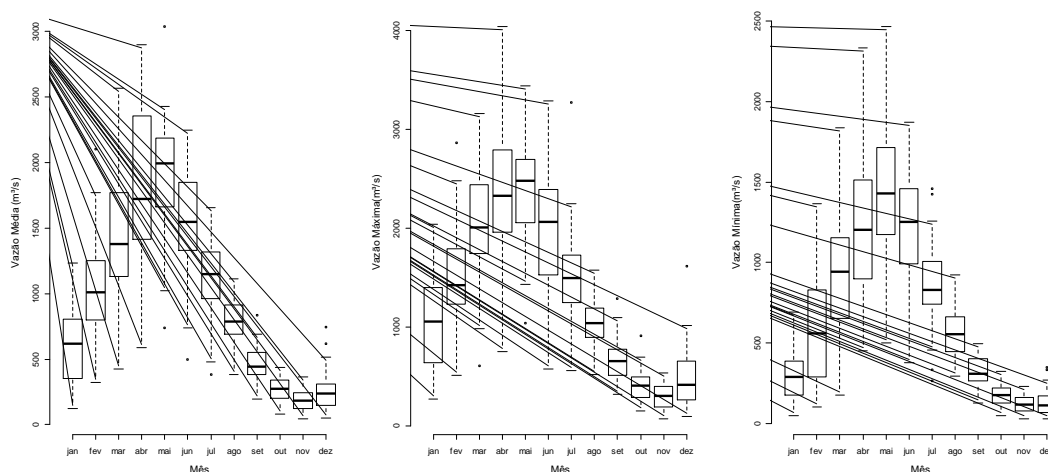 Vazão Média (m³/s)
0
500
1000
1500
2000
2500
3000
jan fev mar abr mai jun jul ago set out nov dez
Mês
Vazão Máxima(m³/s)
0
1000
2000
3000
4000
jan fev mar abr mai jun jul ago set out nov dez
Mês
Vazão Mínima(m³/s)
0
500
1000
1500
2000
2500
jan fev mar abr mai jun jul ago set out nov de
Mês